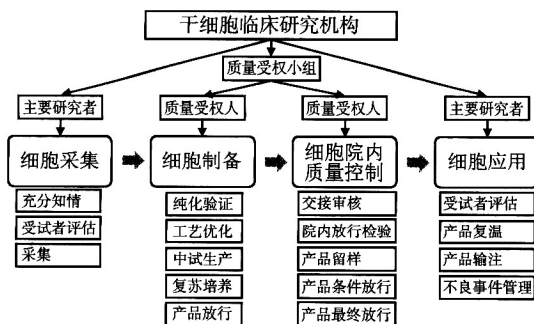 干细胞临床研究机构
质量受权小组
主要研究者
质量受权人
质量受权人
主要研究者
细胞采集
细胞制备
细胞院内
质量控制
细胞应用
充分知情
受试者评估
采集
纯化验证
工艺优化
中试生产
复苏培养
产品放行
交接审核
院内放行检验
产品留样
产品条件放行
产品最终放行
受试者评估
产品复温
产品输注
不良事件管理